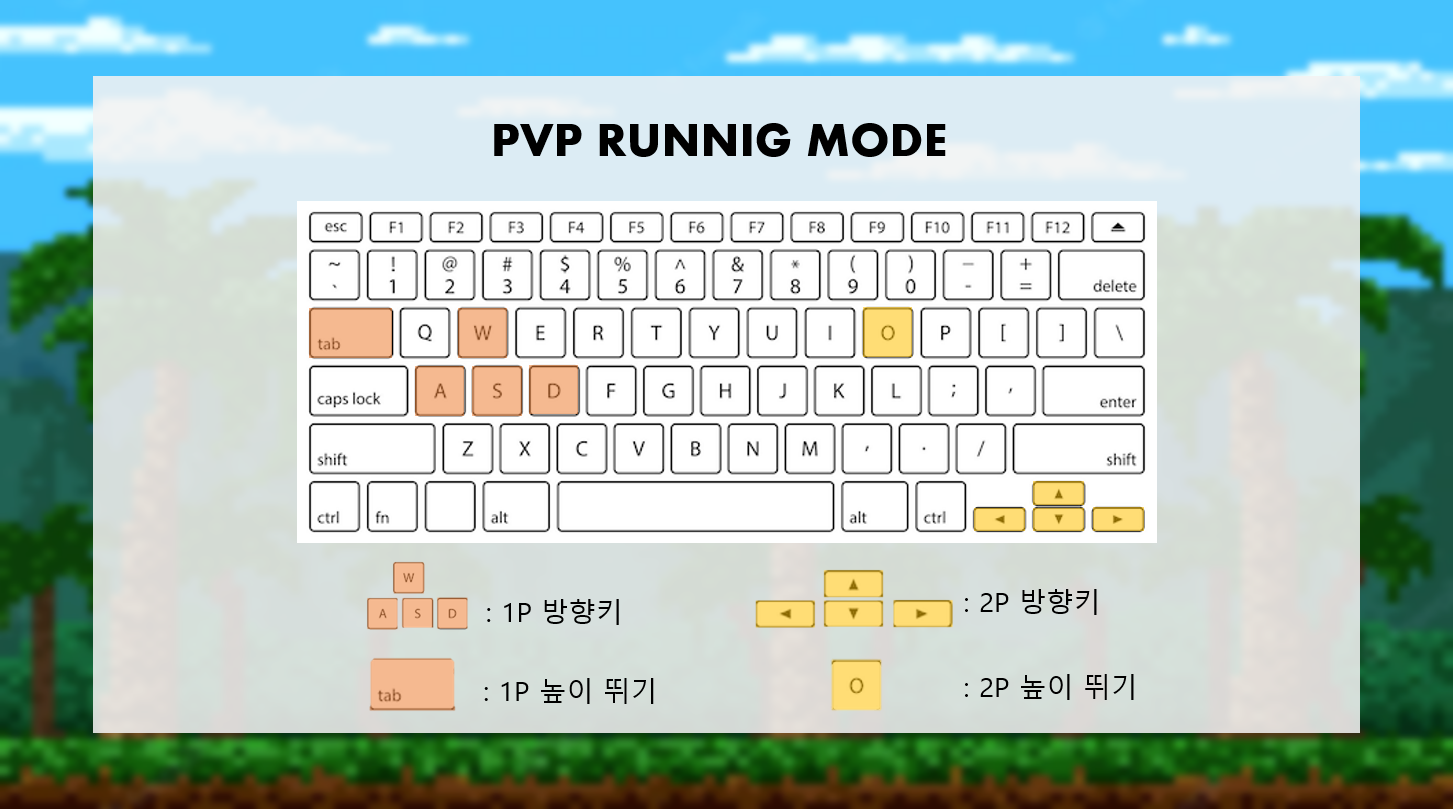 PVP RUNNIG MODE
esc F1 F2 F3 F4 F5 F6 F7 F8 F9 F10 F11 F12
~ ! @ # $ % ^ & * ( ) — +
` 1 2 3 4 5 6 7 8 9 0 - = delete
tab Q W E R T Y U I O P [ ] \
caps lock A S D F G H J K L ; ' enter
shift Z X C V B N M , . / shift
ctrl fn alt alt ctrl ◀ ▲ ▼ ▶
W
A S D : 1P 방향키
▲
◀ ▼ ▶ : 2P 방향키
tab : 1P 높이 뛰기
O : 2P 높이 뛰기